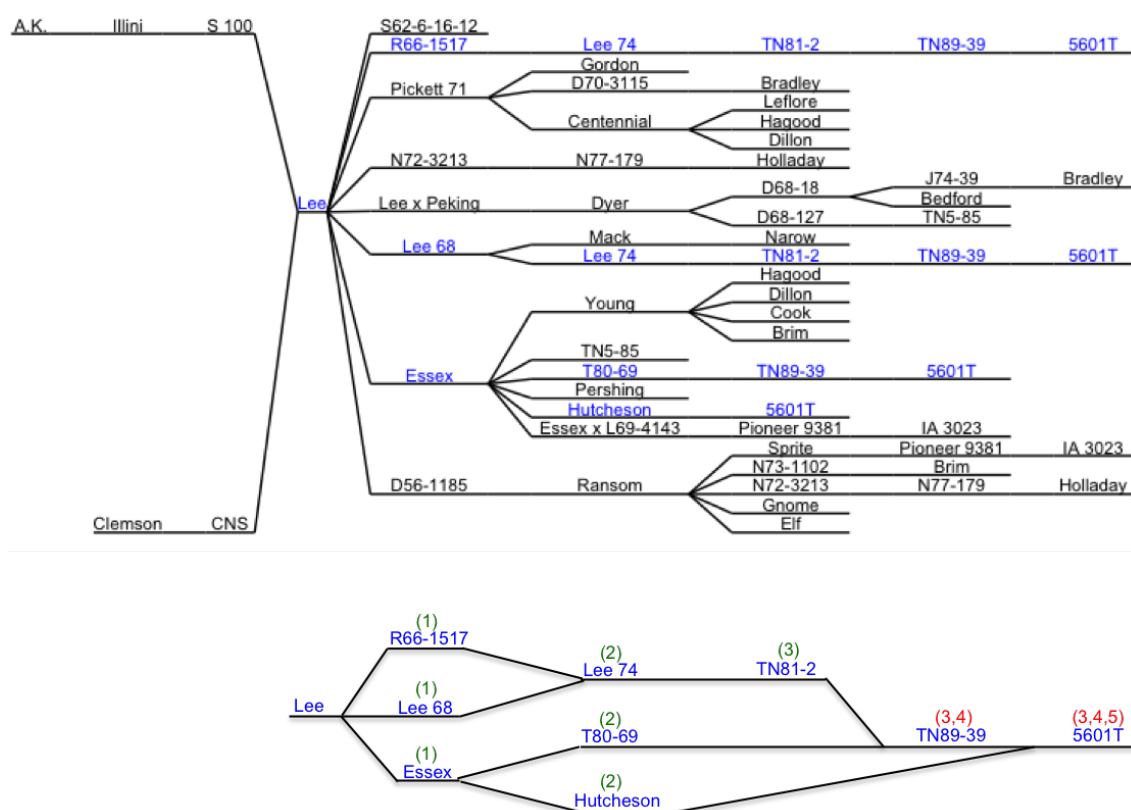 A.K. Illini S 100 S62-6-16-12
R66-1517 Lee 74 TN81-2 TN89-39 5601T
Gordon
Pickett 71 D70-3115 Bradley
Leflore
Centennial Hagood
Dillon
N72-3213 N77-179 Holladay
J74-39 Bradley
D68-18
Bedford
Lee Lee x Peking Dyer
D68-127 TN5-85
Mack Narow
Lee 68
Lee 74 TN81-2 TN89-39 5601T
Hagood
Dillon
Young
Cook
Brim
TN5-85
Essex T80-69 TN89-39 5601T
Pershing
Hutcheson 5601T
Essex x L69-4143 Pioneer 9381 IA 3023
Sprite Pioneer 9381 IA 3023
N73-1102 Brim
D56-1185 Ransom N72-3213 N77-179 Holladay
Gnome
Clemson CNS Elf
(1)
R66-1517
(2) (3)
Lee 74 TN81-2
(1)
Lee Lee 68
(2) (3,4) (3,4,5)
T80-69 TN89-39 5601T
(1)
Essex
(2)
Hutcheson